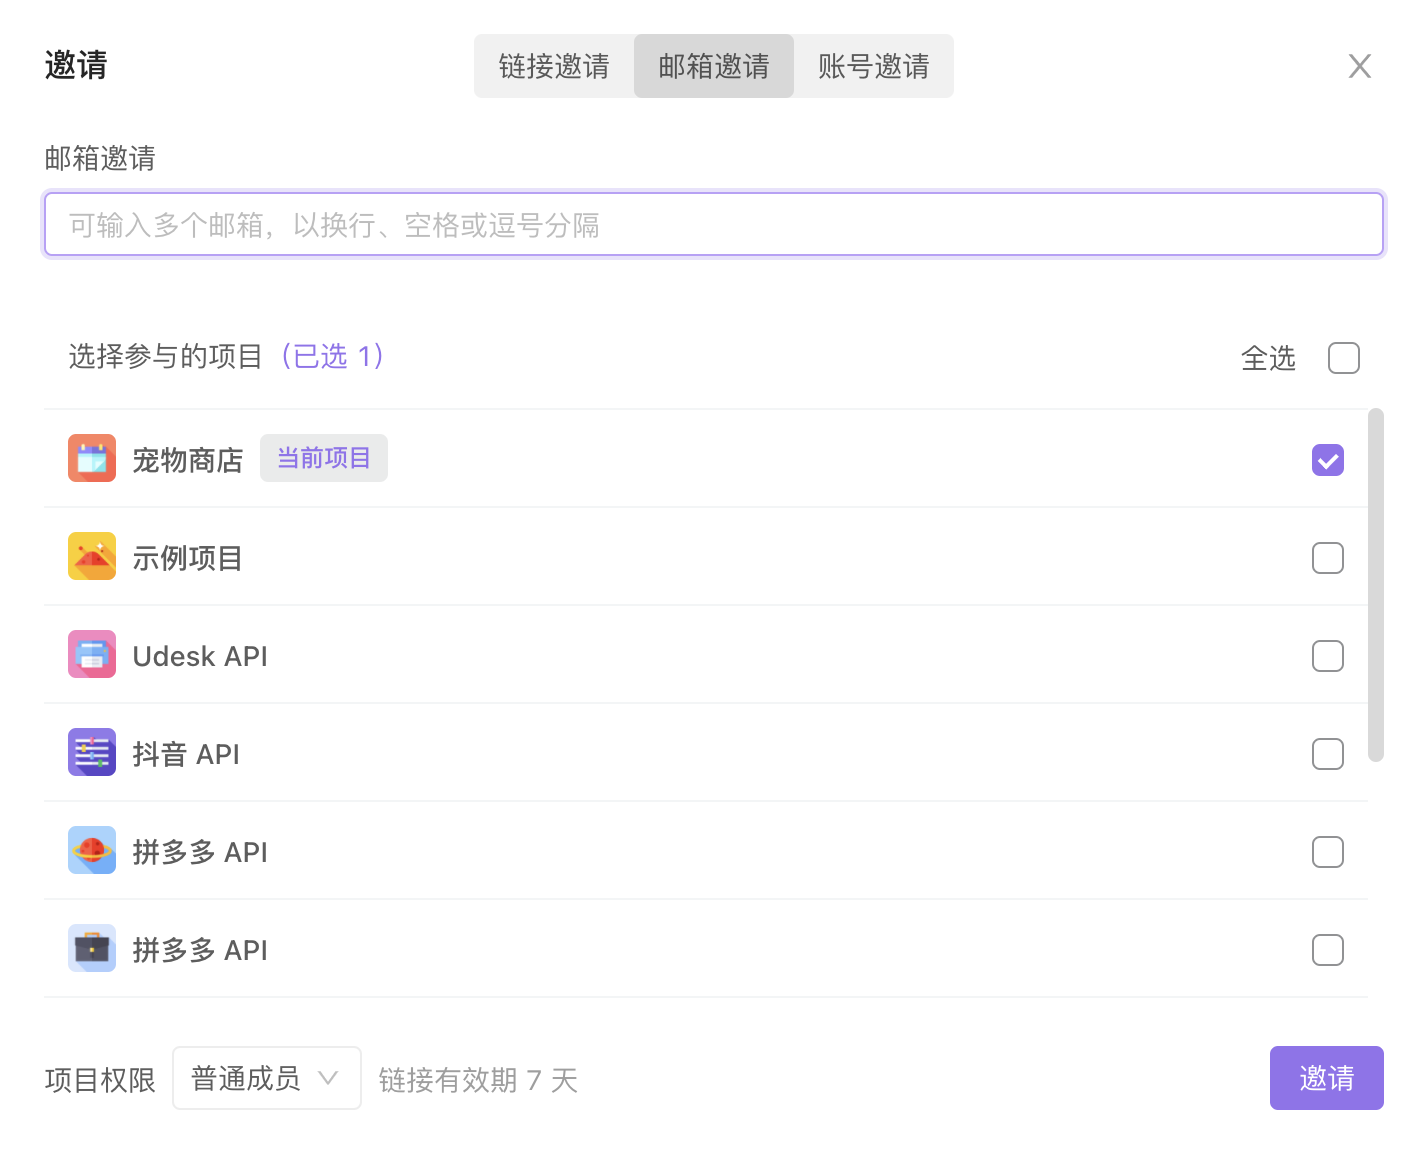 邀请
链接邀请 邮箱邀请 账号邀请
邮箱邀请
可输入多个邮箱，以换行、空格或逗号分隔
选择参与的项目（已选 1） 全选
宠物商店 当前项目
示例项目
Udesk API
抖音 API
拼多多 API
拼多多 API
项目权限 普通成员 链接有效期 7 天 邀请